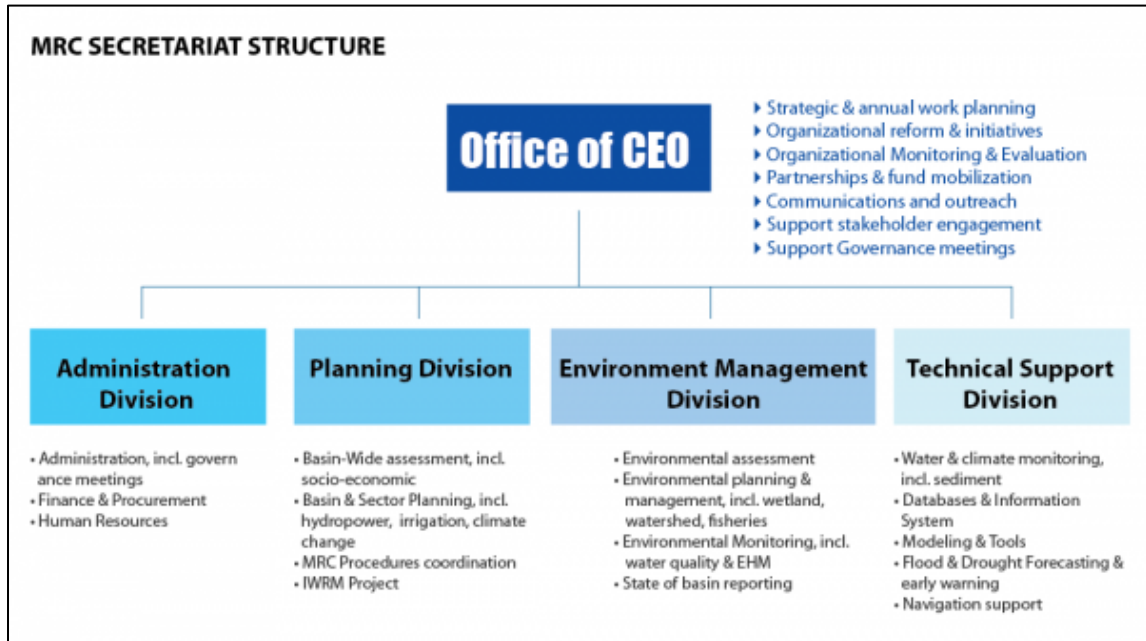 MRC SECRETARIAT STRUCTURE
Office of CEO
▸ Strategic & annual work planning
▸ Organizational reform & initiatives
▸ Organizational Monitoring & Evaluation
▸ Partnerships & fund mobilization
▸ Communications and outreach
▸ Support stakeholder engagement
▸ Support Governance meetings
Administration
Division
• Administration, incl. govern
ance meetings
• Finance & Procurement
• Human Resources
Planning Division
• Basin-Wide assessment, incl.
socio-economic
• Basin & Sector Planning, incl.
hydropower, irrigation, climate
change
• MRC Procedures coordination
• IWRM Project
Environment Management
Division
• Environmental assessment
• Environmental planning &
management, incl. wetland,
watershed, fisheries
• Environmental Monitoring, incl.
water quality & EHM
• State of basin reporting
Technical Support
Division
• Water & climate monitoring,
incl. sediment
• Databases & Information
System
• Modeling & Tools
• Flood & Drought Forecasting &
early warning
• Navigation support